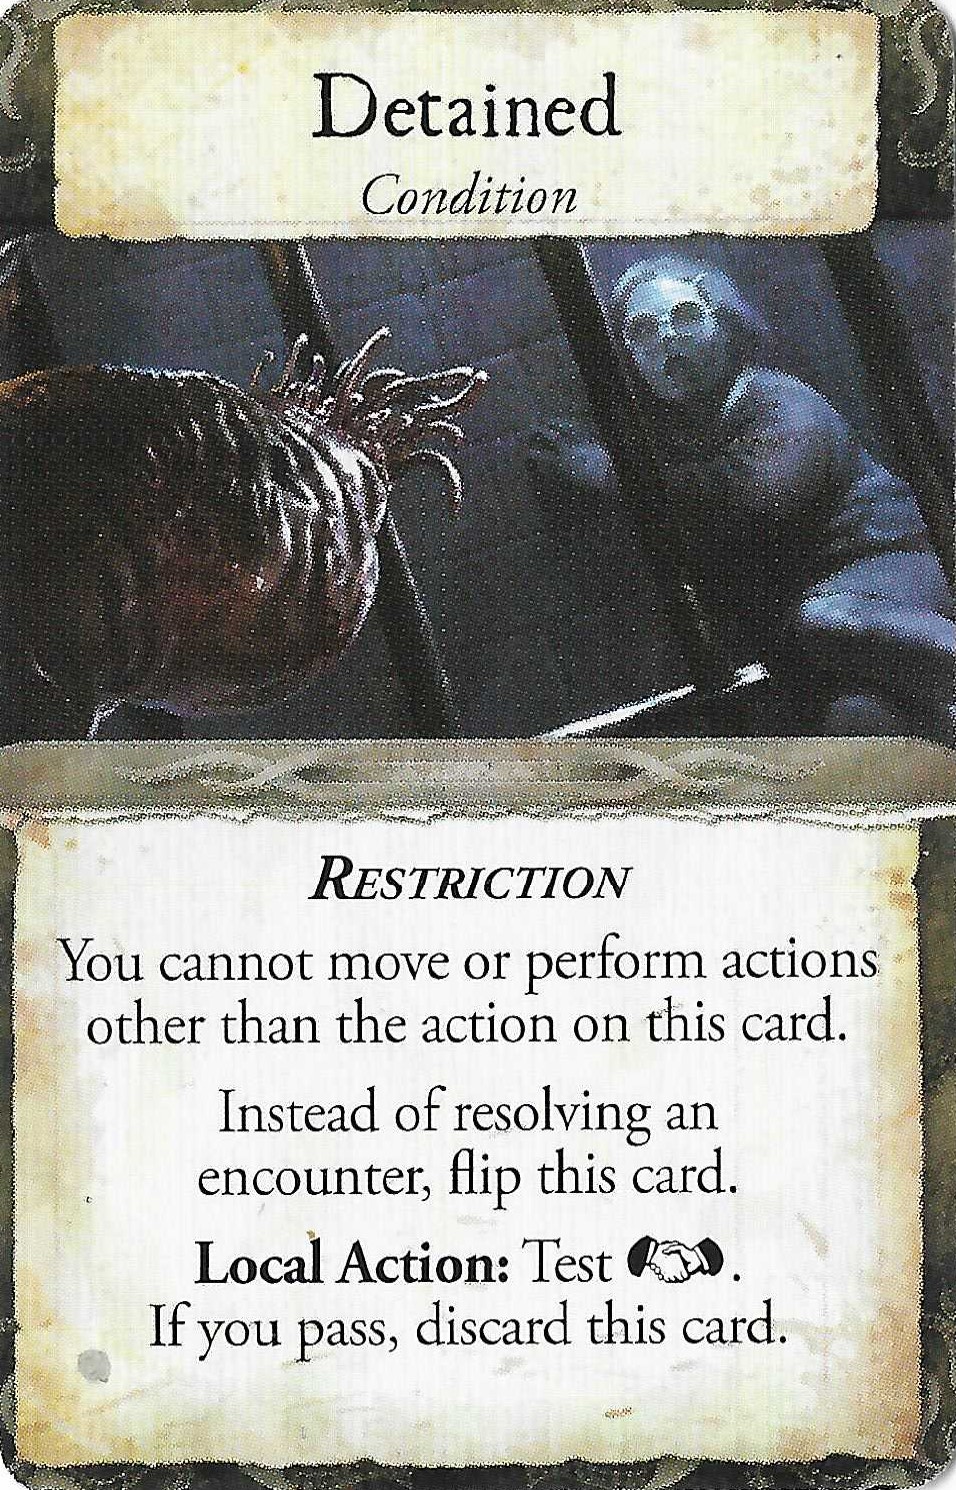 Detained
Condition
RESTRICTION
You cannot move or perform actions
other than the action on this card.
Instead of resolving an
encounter, flip this card.
Local Action: Test .
If you pass, discard this card.